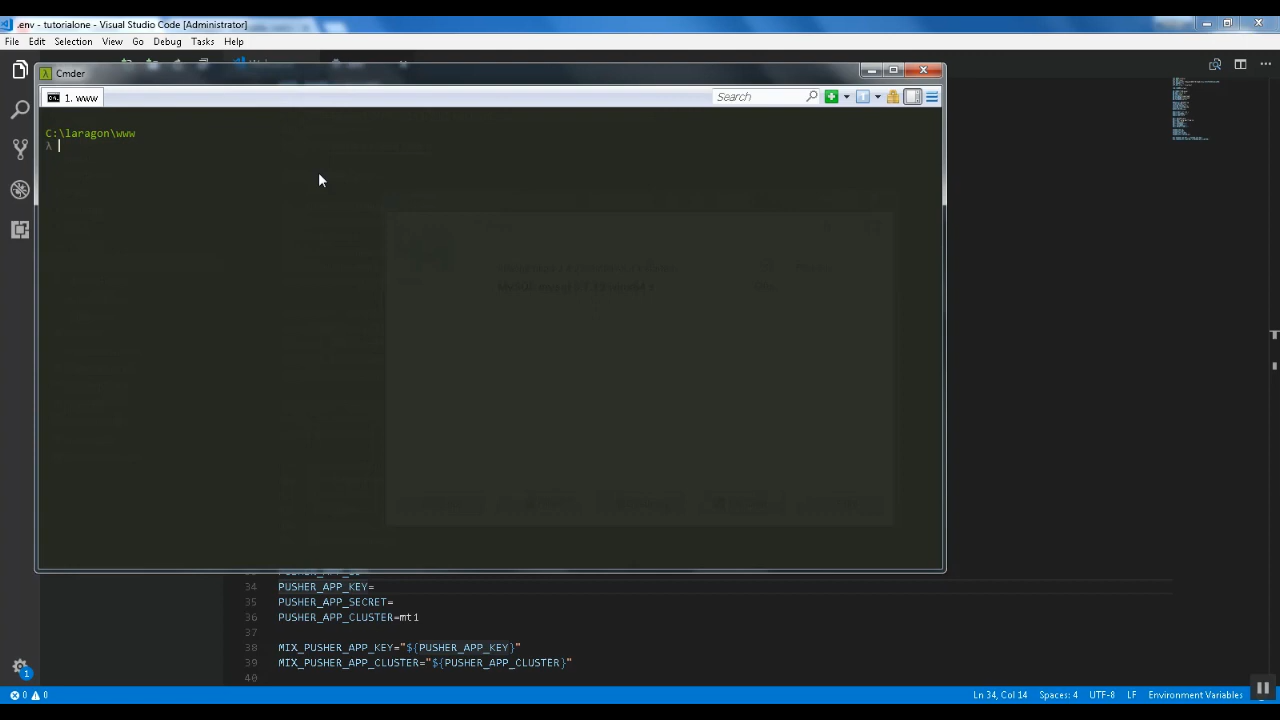 .env - tutorialone - Visual Studio Code [Administrator]
File Edit Selection View Go Debug Tasks Help
Cmder
1. www
Search
C:\laragon\www
λ
34 PUSHER_APP_KEY=
35 PUSHER_APP_SECRET=
36 PUSHER_APP_CLUSTER=mt1
37
38 MIX_PUSHER_APP_KEY="${PUSHER_APP_KEY}"
39 MIX_PUSHER_APP_CLUSTER="${PUSHER_APP_CLUSTER}"
40
1
0 0 Ln 34, Col 14 Spaces: 4 UTF-8 LF Environment Variables